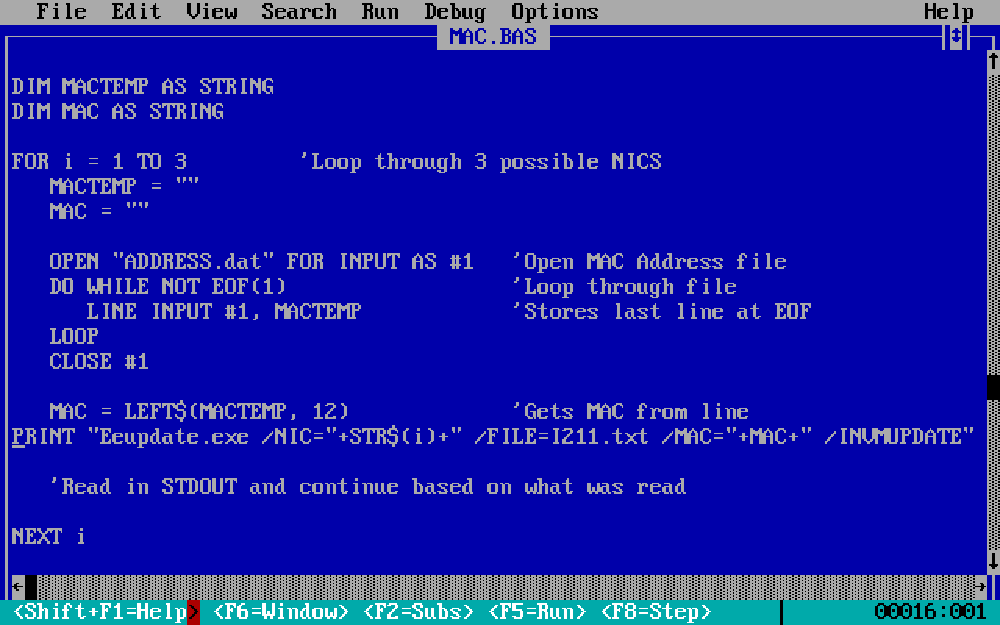 File Edit View Search Run Debug Options Help
MAC.BAS
DIM MACTEMP AS STRING
DIM MAC AS STRING
FOR i = 1 TO 3 'Loop through 3 possible NICS
MACTEMP = ""
MAC = ""
OPEN "ADDRESS.dat" FOR INPUT AS #1 'Open MAC Address file
DO WHILE NOT EOF(1) 'Loop through file
LINE INPUT #1, MACTEMP 'Stores last line at EOF
LOOP
CLOSE #1
MAC = LEFT$(MACTEMP, 12) 'Gets MAC from line
PRINT "Eeupdate.exe /NIC="+STR$(i)+" /FILE=I211.txt /MAC="+MAC+" /INVMUPDATE"
'Read in STDOUT and continue based on what was read
NEXT i
<Shift+F1=Help> <F6=Window> <F2=Subs> <F5=Run> <F8=Step> 00016:001